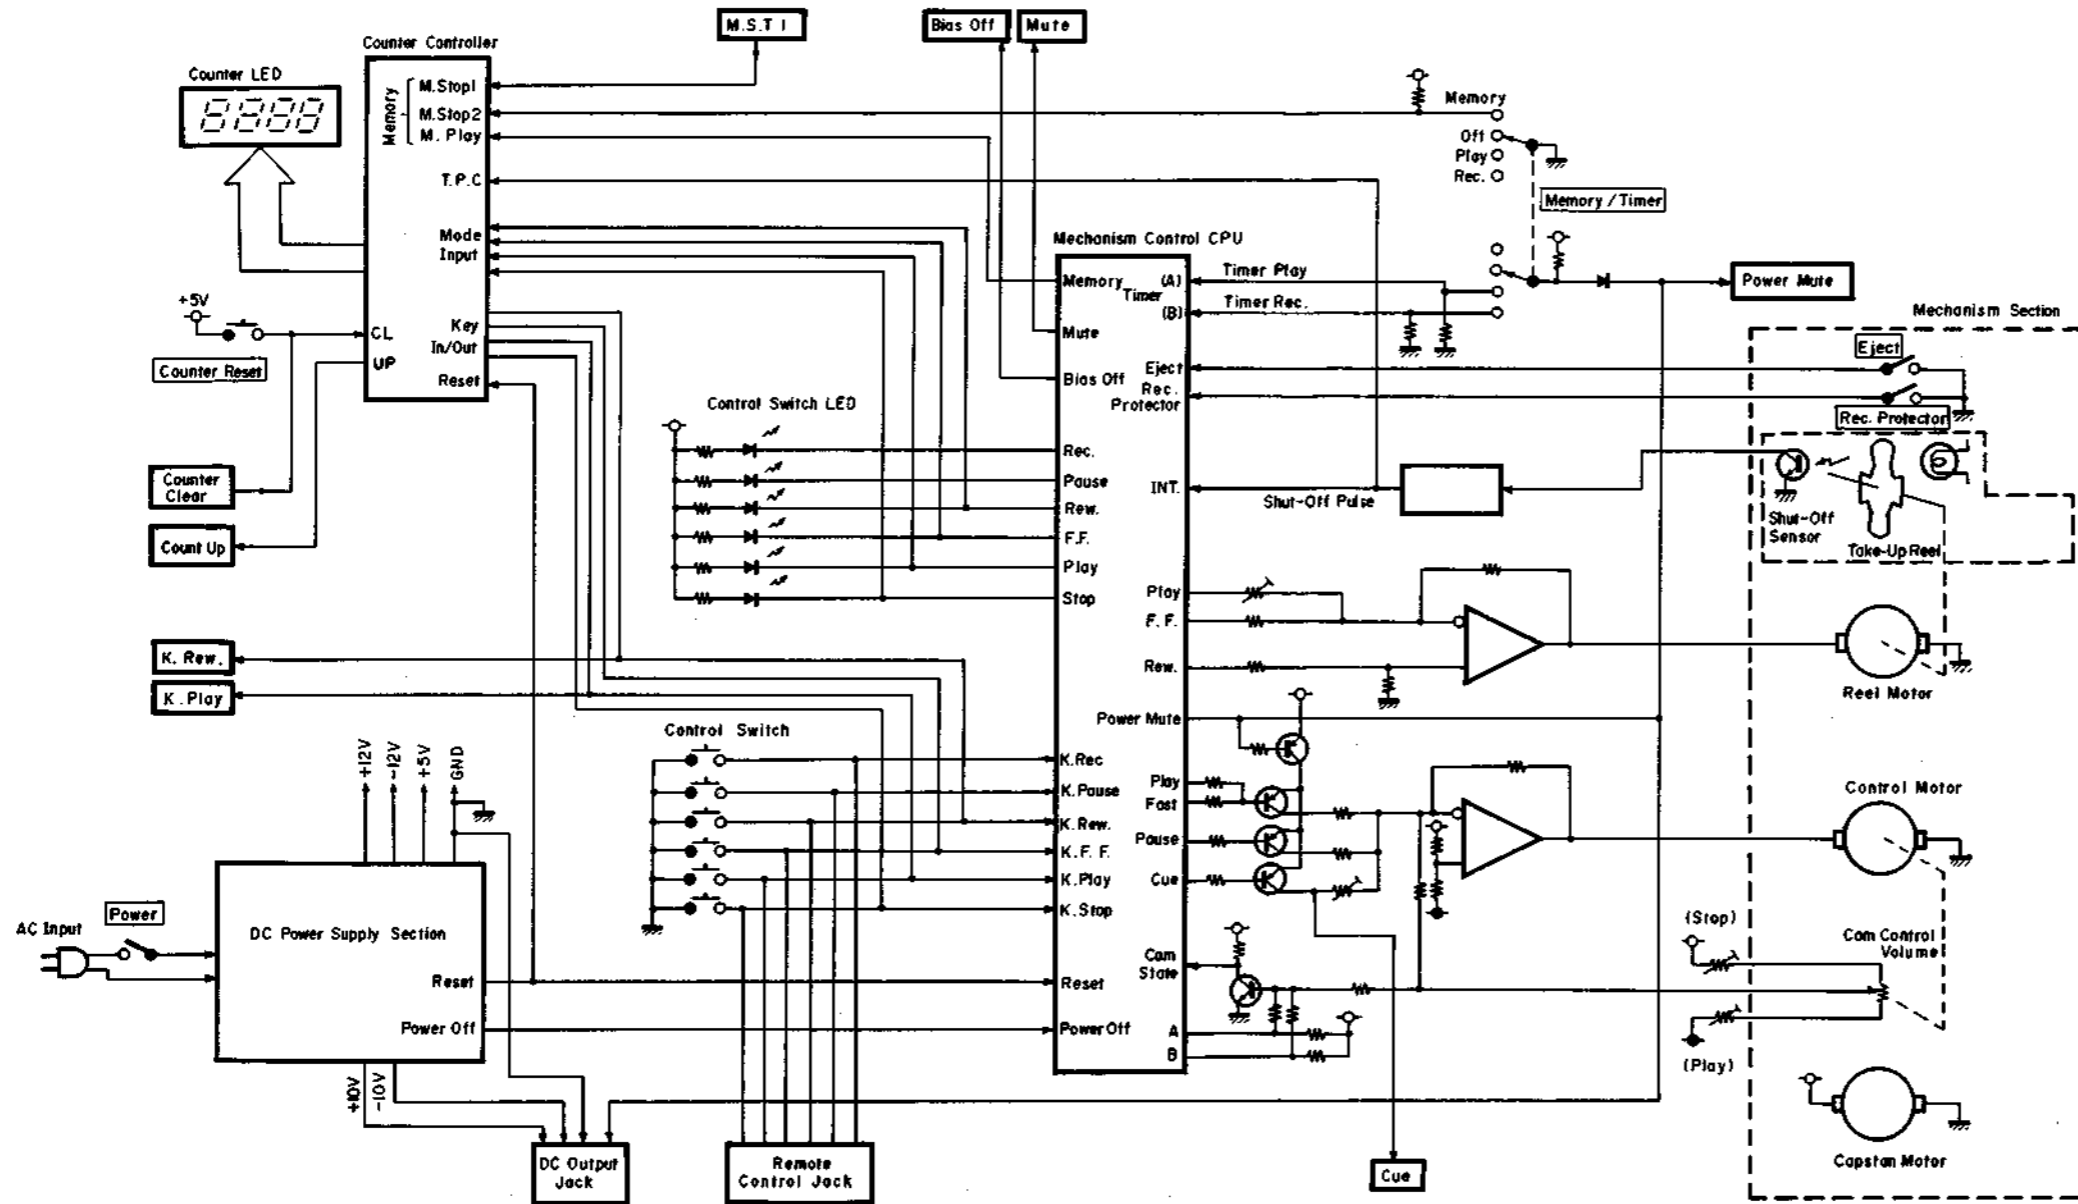 M.S.T 1
Bias Off
Mute
Counter Controller
Counter LED
8888
Memory
M.Stop1
M.Stop2
M. Play
T.P.C
Mode
Input
Key
In/Out
Reset
CL
UP
+5V
Counter Reset
Counter
Clear
Count Up
Memory
Off
Play
Rec.
Memory / Timer
Mechanism Control CPU
Memory
Timer
(A)
(B)
Timer Play
Timer Rec.
Power Mute
Mechanism Section
Mute
Bias Off
Eject
Rec.
Protector
Eject
Rec. Protector
Control Switch LED
Rec.
Pause
Rew.
F.F.
Play
Stop
INT.
Shut-Off Pulse
Shut-Off
Sensor
Take-Up Reel
Play
F. F.
Rew.
Reel Motor
K. Rew.
K. Play
Power Mute
Control Switch
K.Rec
K.Pause
K.Rew.
K.F. F.
K.Play
K.Stop
Play
Fast
Pause
Cue
Control Motor
+12V
-12V
+5V
GND
AC Input
Power
DC Power Supply Section
Reset
Power Off
Reset
Power Off
Cam
State
A
B
(Stop)
Cam Control
Volume
(Play)
+10V
-10V
DC Output
Jack
Remote
Control Jack
Cue
Capstan Motor